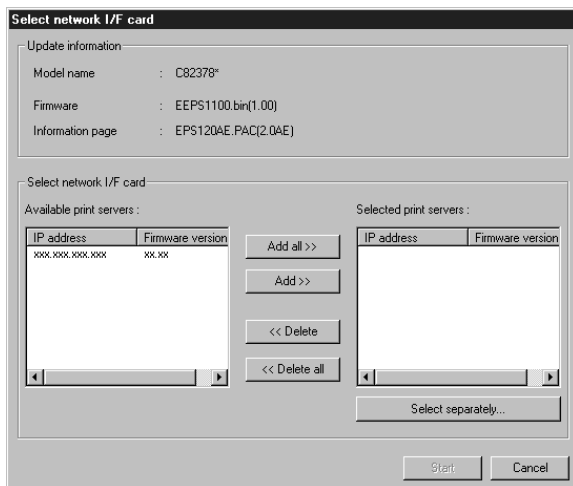 Select network I/F card
Update information
Model name : C82378*
Firmware : EEPS1100.bin(1.00)
Information page : EPS120AE.PAC(2.0AE)
Select network I/F card
Available print servers :
Selected print servers :
IP address Firmware version
xxx.xxx.xxx.xxx xx.xx
Add all >>
Add >>
<< Delete
<< Delete all
IP address Firmware version
Select separately...
Start
Cancel